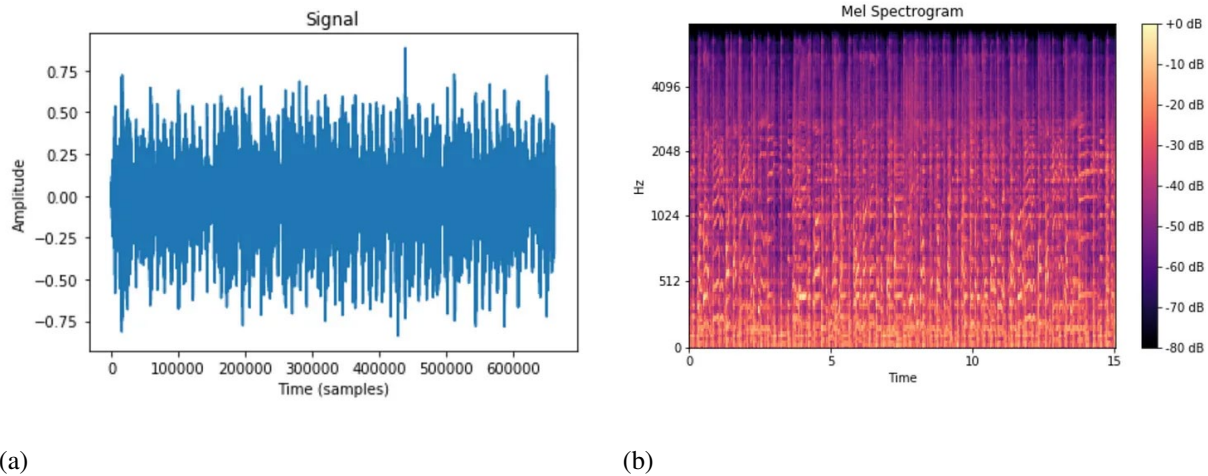 Signal
0.75
0.50
0.25
0.00
−0.25
−0.50
−0.75
Amplitude
0 100000 200000 300000 400000 500000 600000
Time (samples)
(a)
Mel Spectrogram
4096
2048
1024
512
0
Hz
0 5 10 15
Time
+0 dB
-10 dB
-20 dB
-30 dB
-40 dB
-50 dB
-60 dB
-70 dB
-80 dB
(b)